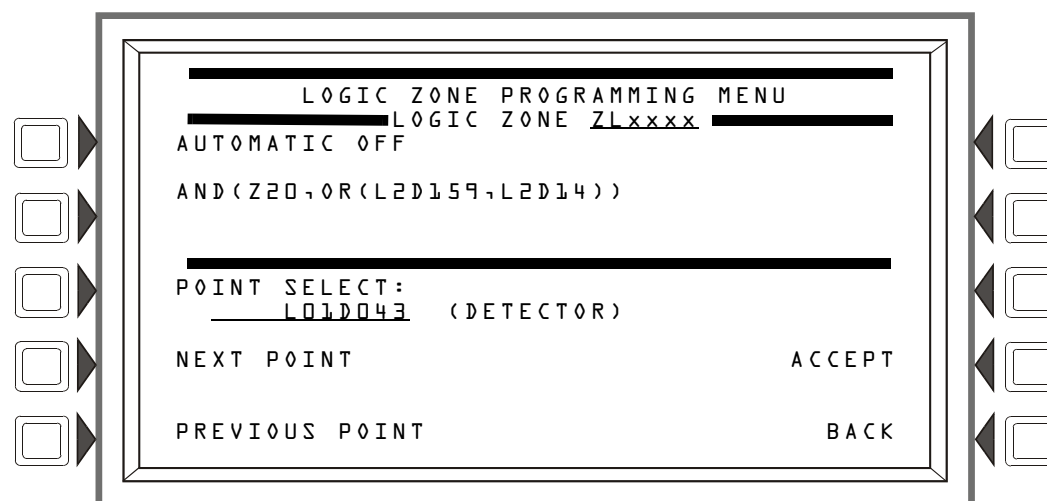 LOGIC ZONE PROGRAMMING MENU
LOGIC ZONE ZLxxxx
AUTOMATIC OFF
AND(Z20,OR(L2D159,L2D14))
POINT SELECT:
L01D043 (DETECTOR)
NEXT POINT ACCEPT
PREVIOUS POINT BACK